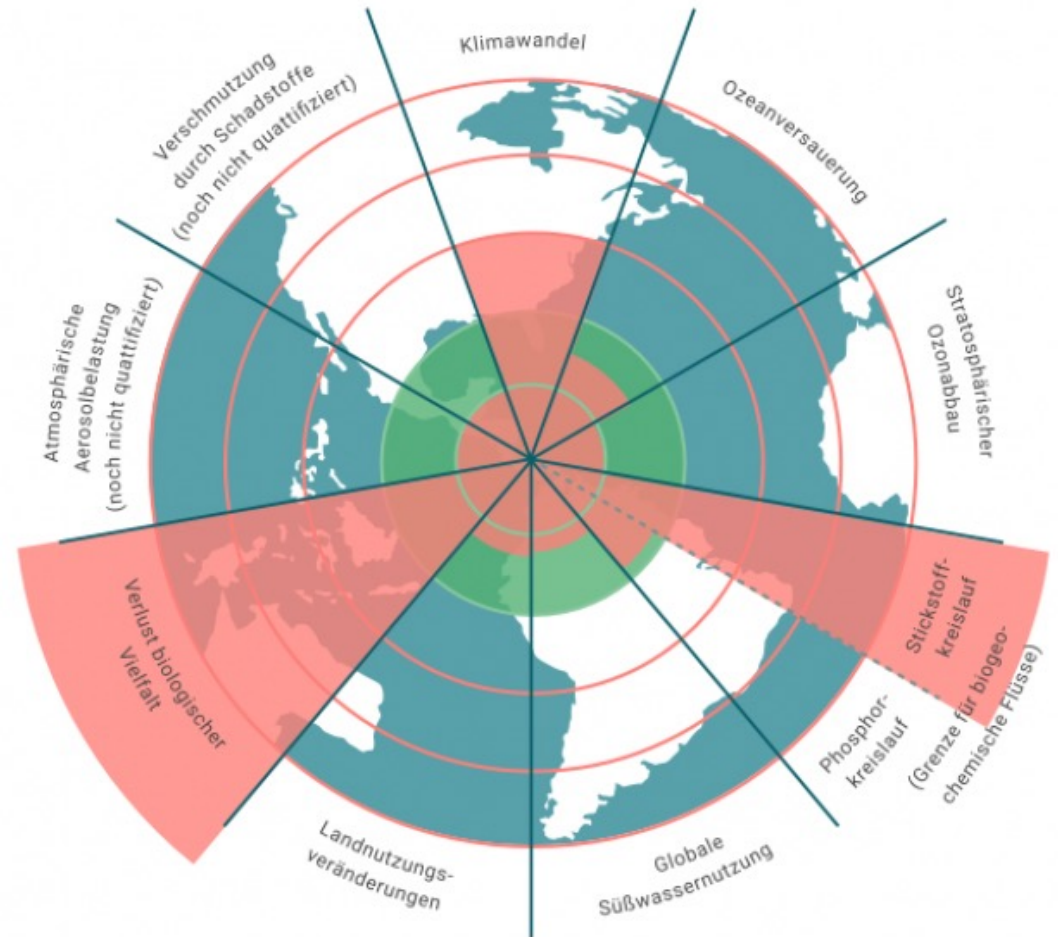 Klimawandel
Ozeanversauerung
Stratosphärischer
Ozonabbau
Stickstoff-
kreislauf
(Grenze für biogeo-
chemische Flüsse)
Phosphor-
kreislauf
Globale
Süßwassernutzung
Landnutzungs-
veränderungen
Verlust biologischer
Vielfalt
Atmosphärische
Aerosolbelastung
(noch nicht quattifiziert)
Verschmutzung
durch Schadstoffe
(noch nicht quattifiziert)